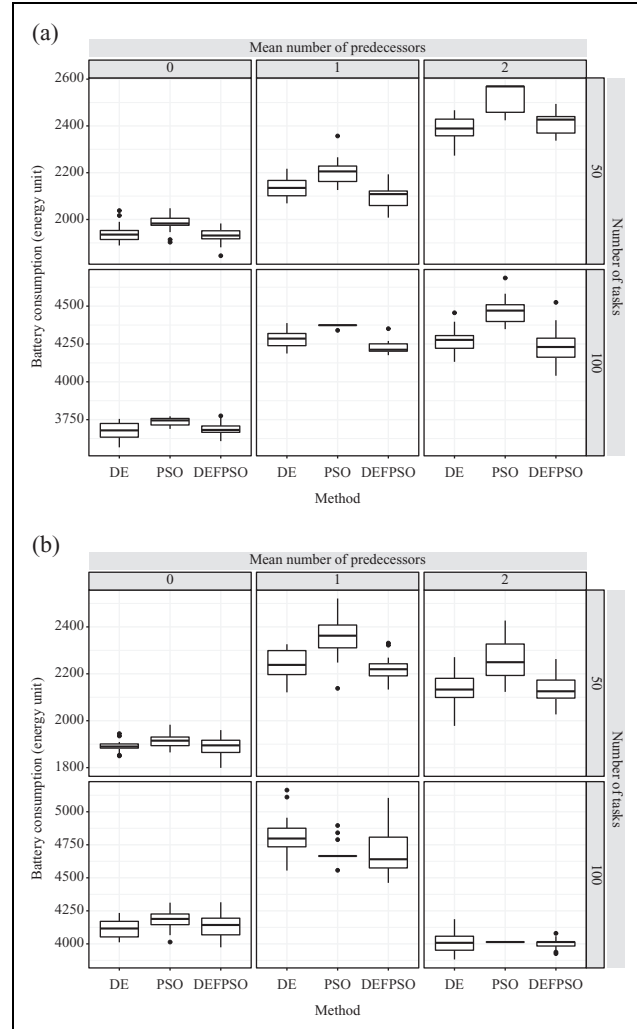 (a)
Mean number of predecessors
0 1 2
2600
2400
2200
2000
50
4500
4250
4000
3750
100
Battery consumption (energy unit)
Number of tasks
DE PSO DEFPSO DE PSO DEFPSO DE PSO DEFPSO
Method
(b)
Mean number of predecessors
0 1 2
2400
2200
2000
1800
50
5000
4750
4500
4250
4000
100
Battery consumption (energy unit)
Number of tasks
DE PSO DEFPSO DE PSO DEFPSO DE PSO DEFPSO
Method